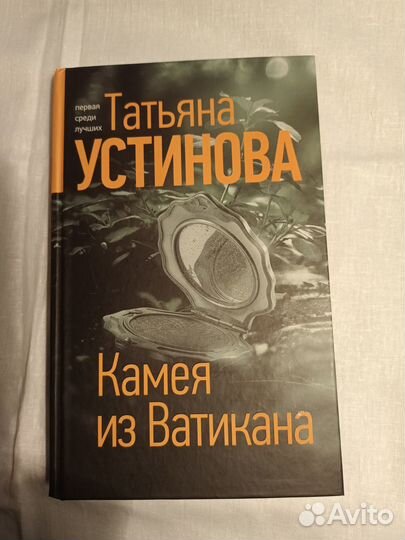 первая
среди
лучших
Татьяна
УСТИНОВА
Камея
из Ватикана
Avito